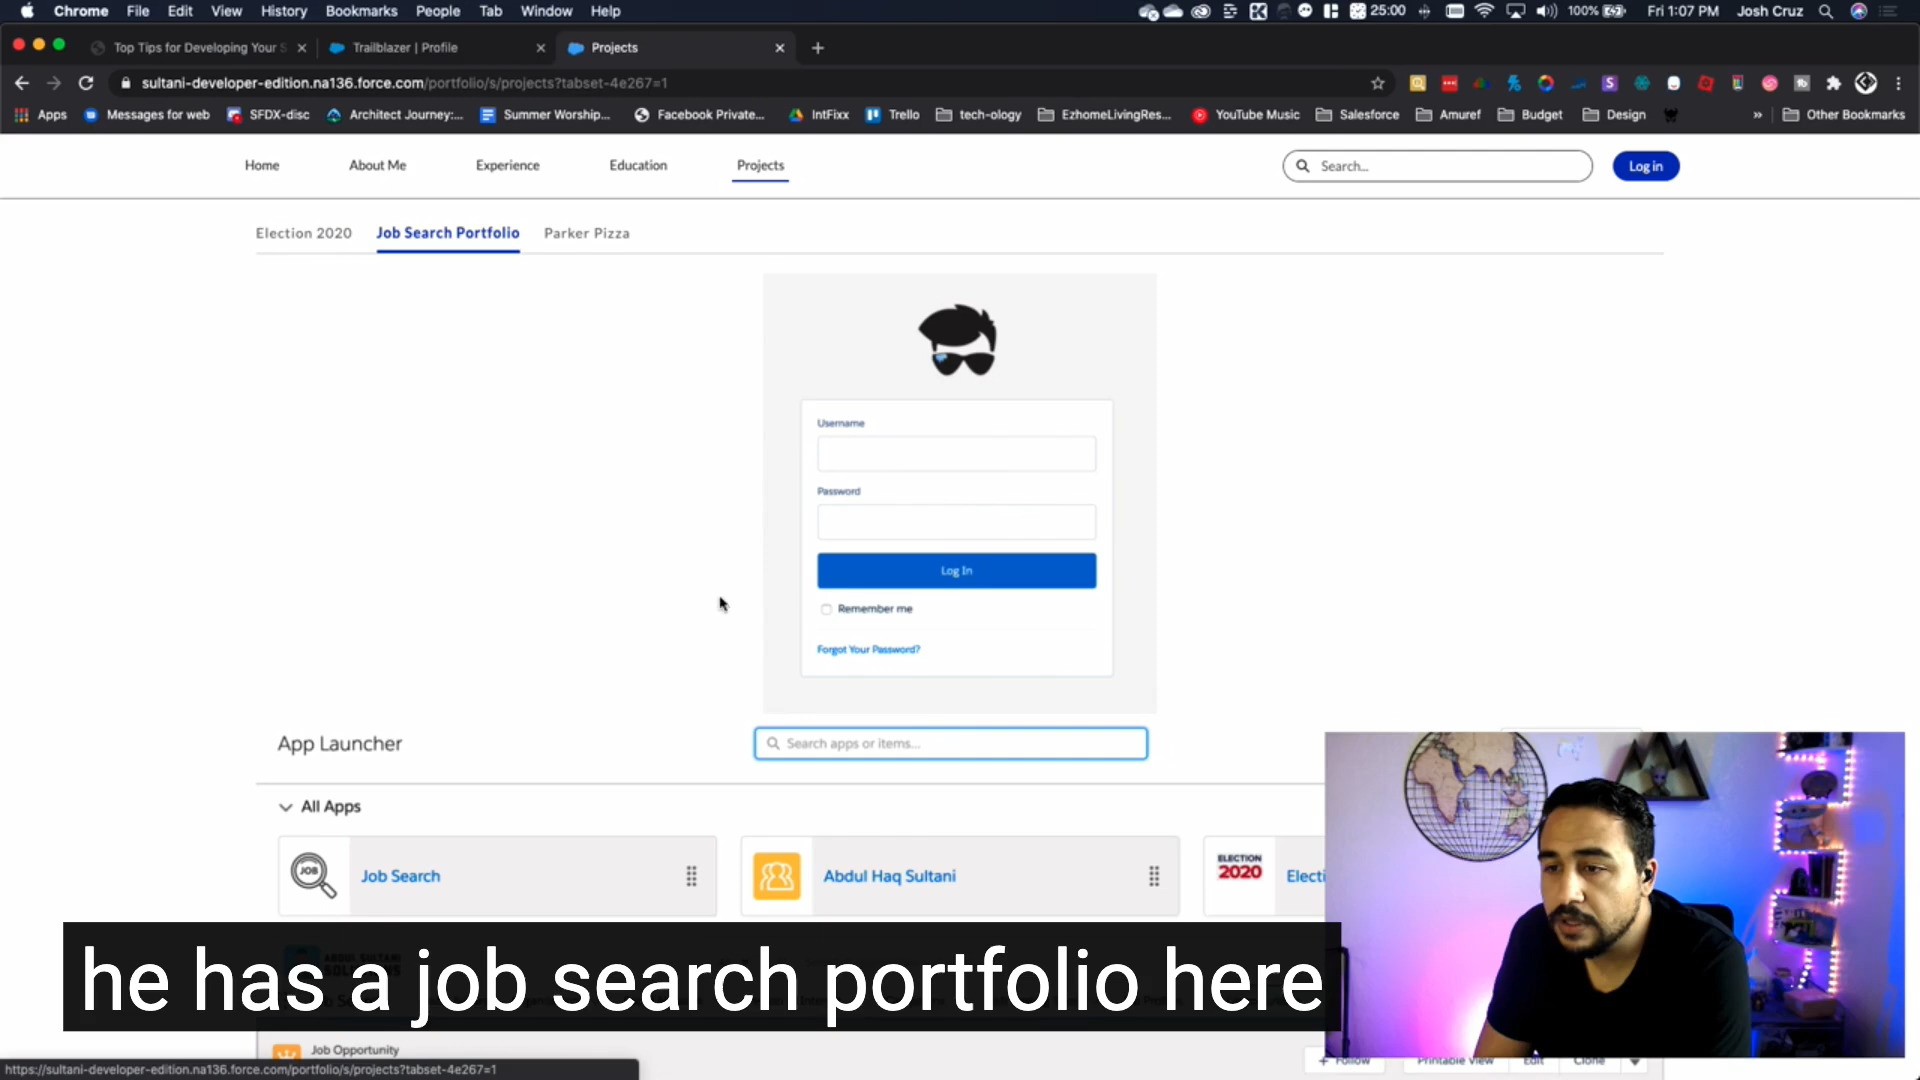 Chrome File Edit View History Bookmarks People Tab Window Help 25:00 100% Fri 1:07 PM Josh Cruz
Top Tips for Developing Your S
Trailblazer | Profile
Projects
sultani-developer-edition.na136.force.com/portfolio/s/projects?tabset-4e267=1
Apps Messages for web SFDX-disc Architect Journey:... Summer Worship... Facebook Private... IntFixx Trello tech-ology EzhomeLivingRes... YouTube Music Salesforce Amuref Budget Design » Other Bookmarks
Home About Me Experience Education Projects Search... Log in
Election 2020 Job Search Portfolio Parker Pizza
Username
Password
Log In
Remember me
Forgot Your Password?
App Launcher Search apps or items...
All Apps
JOB Job Search
Abdul Haq Sultani
ELECTION
2020 Electi
he has a job search portfolio here
Job Opportunity
+ Follow Printable View Edit Clone
https://sultani-developer-edition.na136.force.com/portfolio/s/projects?tabset-4e267=1